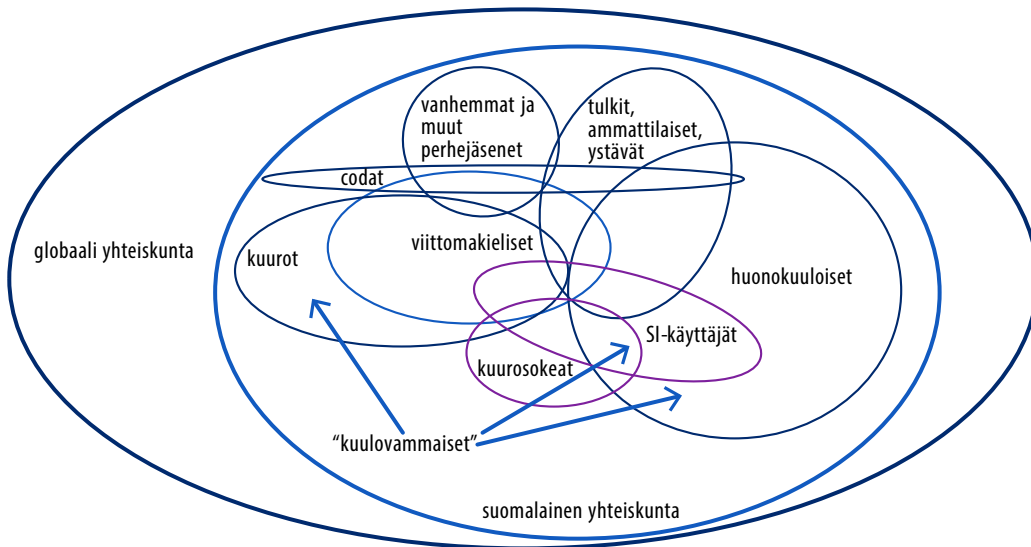 vanhemmat ja
muut
perhejäsenet
tulkit,
ammattilaiset,
ystävät
codat
globaali yhteiskunta
kuurot
viittomakieliset
huonokuuloiset
SI-käyttäjät
kuurosokeat
“kuulovammaiset”
suomalainen yhteiskunta